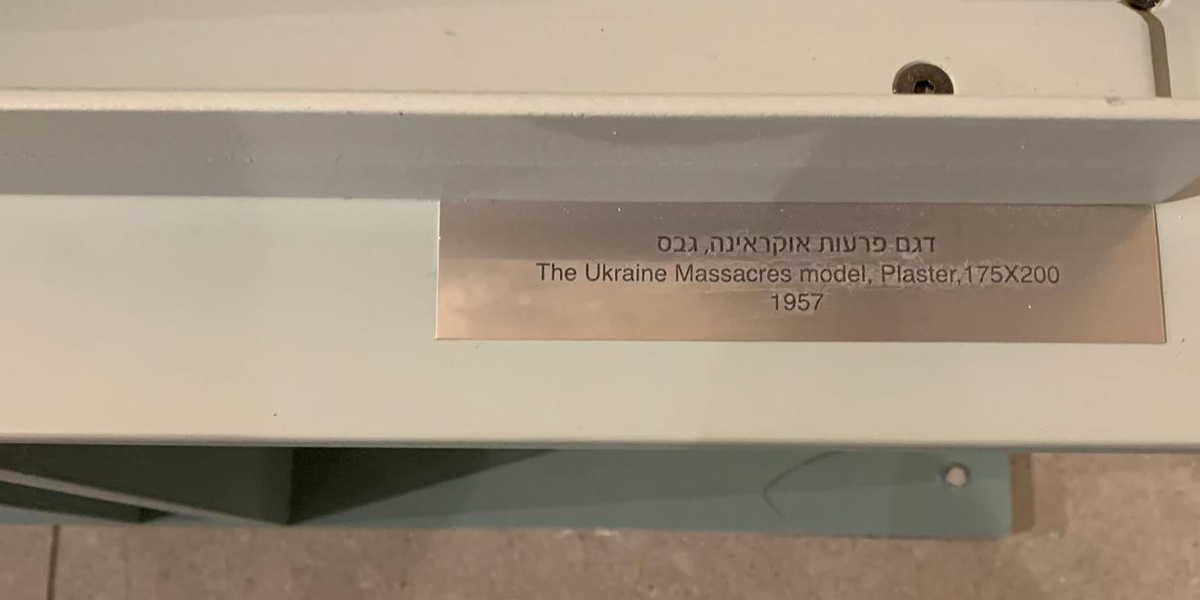 דגם פרעות אוקראינה, גבס
The Ukraine Massacres model, Plaster,175X200
1957